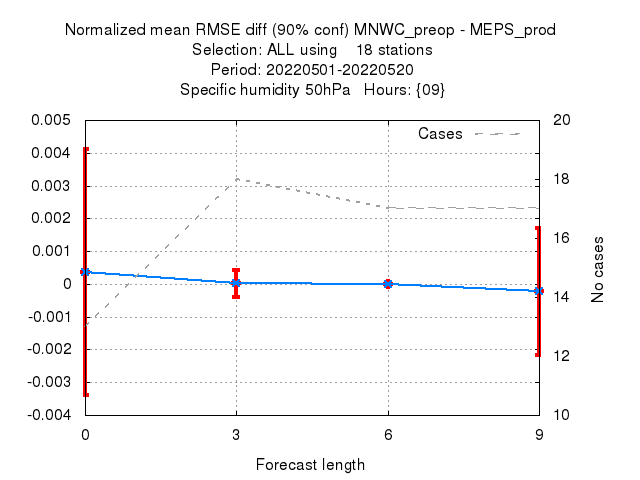 Normalized mean RMSE diff (90% conf) MNWC_preop - MEPS_prod
Selection: ALL using    18 stations
Period: 20220501-20220520
Specific humidity 50hPa   Hours: {09}
0.005
0.004
0.003
0.002
0.001
0
-0.001
-0.002
-0.003
-0.004
Cases
20
18
16
14
12
10
No cases
0 3 6 9
Forecast length